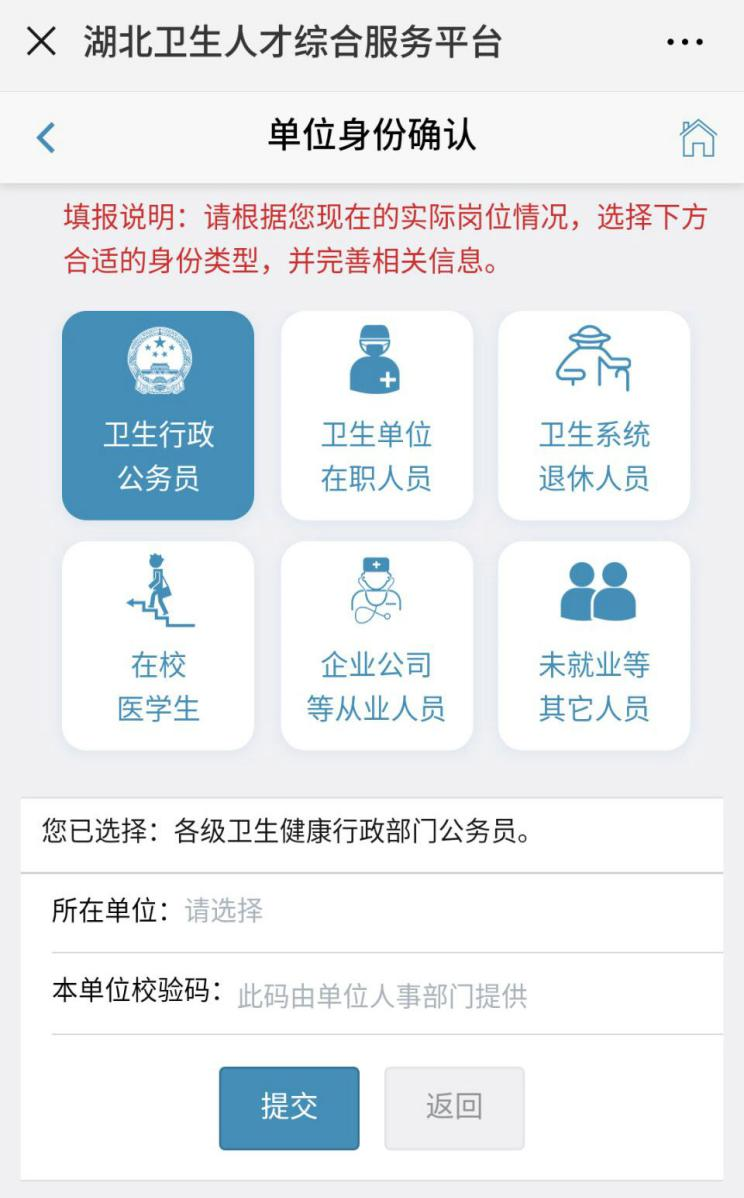 湖北卫生人才综合服务平台
单位身份确认
填报说明：请根据您现在的实际岗位情况，选择下方
合适的身份类型，并完善相关信息。
卫生行政
公务员
卫生单位
在职人员
卫生系统
退休人员
在校
医学生
企业公司
等从业人员
未就业等
其它人员
您已选择：各级卫生健康行政部门公务员。
所在单位：请选择
本单位校验码：此码由单位人事部门提供
提交
返回